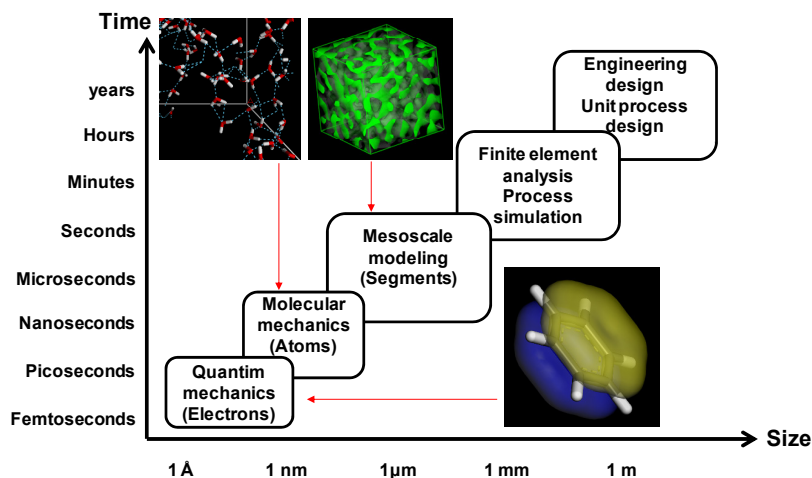 Time
years
Hours
Minutes
Seconds
Microseconds
Nanoseconds
Picoseconds
Femtoseconds
Engineering
design
Unit process
design
Finite element
analysis
Process
simulation
Mesoscale
modeling
(Segments)
Molecular
mechanics
(Atoms)
Quantim
mechanics
(Electrons)
Size
1 Å
1 nm
1µm
1 mm
1 m